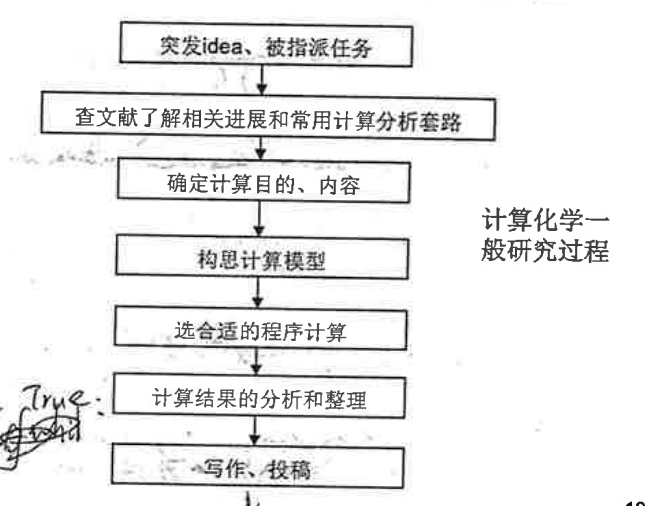 突发idea、被指派任务
查文献了解相关进展和常用计算分析套路
确定计算目的、内容
计算化学一
般研究过程
构思计算模型
选合适的程序计算
计算结果的分析和整理
True:
写作、投稿